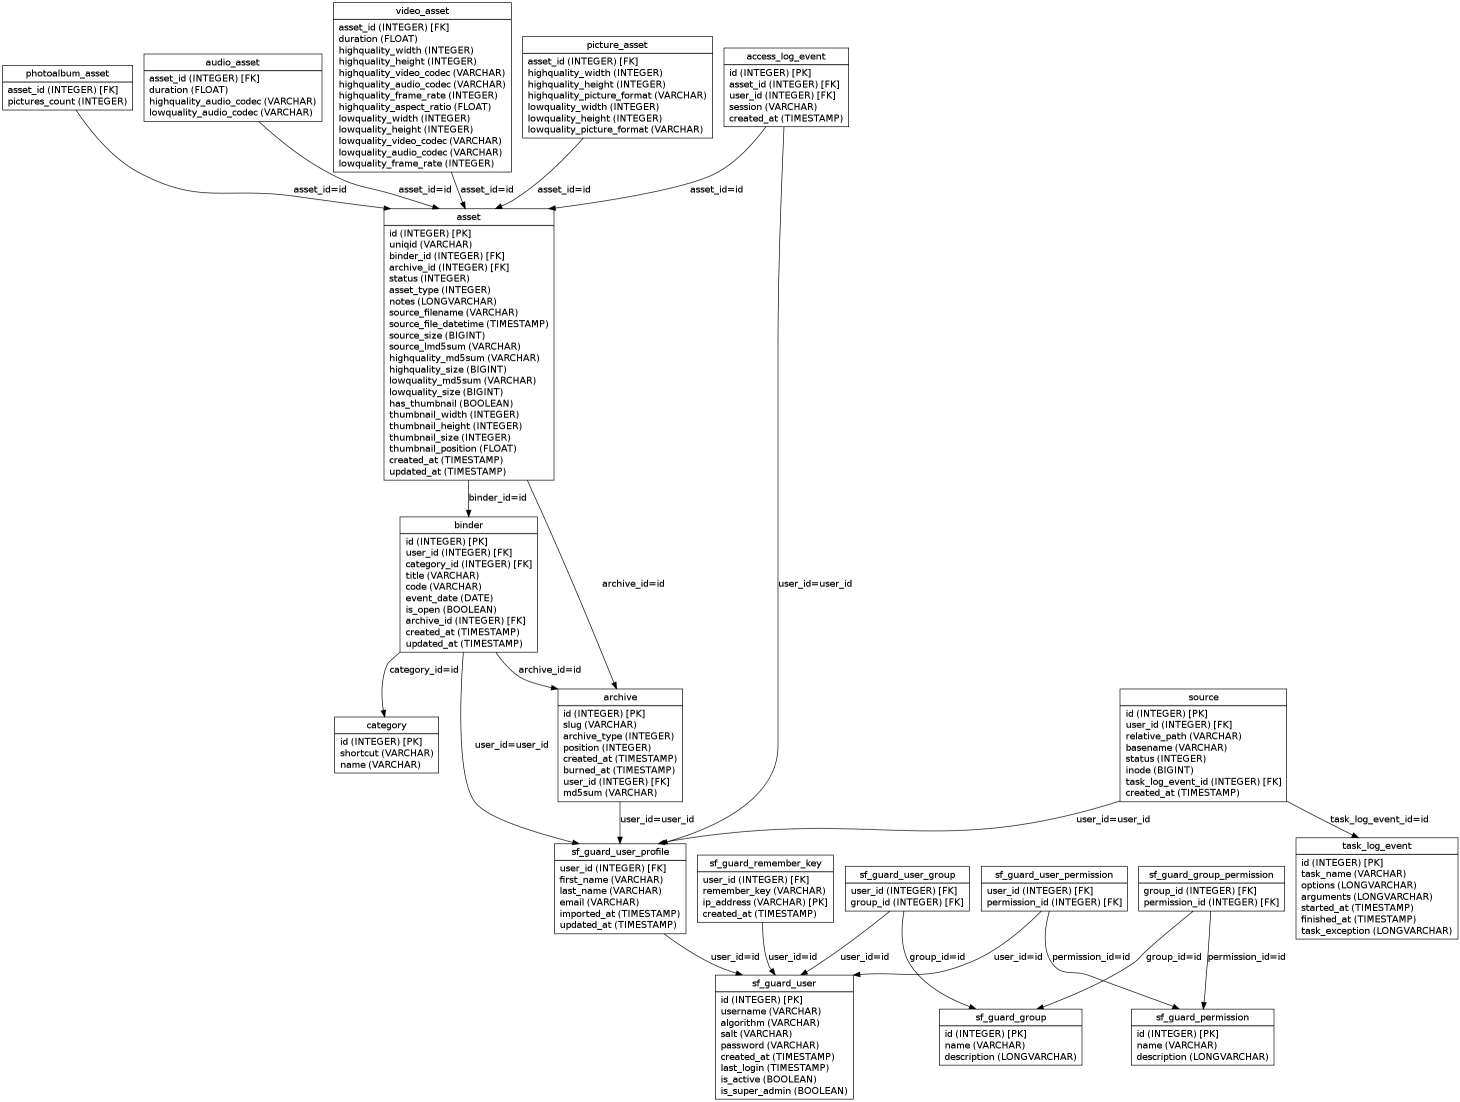 video_asset
asset_id (INTEGER) [FK]
duration (FLOAT)
highquality_width (INTEGER)
highquality_height (INTEGER)
highquality_video_codec (VARCHAR)
highquality_audio_codec (VARCHAR)
highquality_frame_rate (INTEGER)
highquality_aspect_ratio (FLOAT)
lowquality_width (INTEGER)
lowquality_height (INTEGER)
lowquality_video_codec (VARCHAR)
lowquality_audio_codec (VARCHAR)
lowquality_frame_rate (INTEGER)
photoalbum_asset
asset_id (INTEGER) [FK]
pictures_count (INTEGER)
audio_asset
asset_id (INTEGER) [FK]
duration (FLOAT)
highquality_audio_codec (VARCHAR)
lowquality_audio_codec (VARCHAR)
picture_asset
asset_id (INTEGER) [FK]
highquality_width (INTEGER)
highquality_height (INTEGER)
highquality_picture_format (VARCHAR)
lowquality_width (INTEGER)
lowquality_height (INTEGER)
lowquality_picture_format (VARCHAR)
access_log_event
id (INTEGER) [PK]
asset_id (INTEGER) [FK]
user_id (INTEGER) [FK]
session (VARCHAR)
created_at (TIMESTAMP)
asset_id=id
asset_id=id
asset_id=id
asset_id=id
asset_id=id
asset
id (INTEGER) [PK]
uniqid (VARCHAR)
binder_id (INTEGER) [FK]
archive_id (INTEGER) [FK]
status (INTEGER)
asset_type (INTEGER)
notes (LONGVARCHAR)
source_filename (VARCHAR)
source_file_datetime (TIMESTAMP)
source_size (BIGINT)
source_lmd5sum (VARCHAR)
highquality_md5sum (VARCHAR)
highquality_size (BIGINT)
lowquality_md5sum (VARCHAR)
lowquality_size (BIGINT)
has_thumbnail (BOOLEAN)
thumbnail_width (INTEGER)
thumbnail_height (INTEGER)
thumbnail_size (INTEGER)
thumbnail_position (FLOAT)
created_at (TIMESTAMP)
updated_at (TIMESTAMP)
binder_id=id
binder
id (INTEGER) [PK]
user_id (INTEGER) [FK]
category_id (INTEGER) [FK]
title (VARCHAR)
code (VARCHAR)
event_date (DATE)
is_open (BOOLEAN)
archive_id (INTEGER) [FK]
created_at (TIMESTAMP)
updated_at (TIMESTAMP)
archive_id=id
user_id=user_id
category_id=id
archive_id=id
category
id (INTEGER) [PK]
shortcut (VARCHAR)
name (VARCHAR)
user_id=user_id
archive
id (INTEGER) [PK]
slug (VARCHAR)
archive_type (INTEGER)
position (INTEGER)
created_at (TIMESTAMP)
burned_at (TIMESTAMP)
user_id (INTEGER) [FK]
md5sum (VARCHAR)
source
id (INTEGER) [PK]
user_id (INTEGER) [FK]
relative_path (VARCHAR)
basename (VARCHAR)
status (INTEGER)
inode (BIGINT)
task_log_event_id (INTEGER) [FK]
created_at (TIMESTAMP)
user_id=user_id
user_id=user_id
task_log_event_id=id
sf_guard_user_profile
user_id (INTEGER) [FK]
first_name (VARCHAR)
last_name (VARCHAR)
email (VARCHAR)
imported_at (TIMESTAMP)
updated_at (TIMESTAMP)
sf_guard_remember_key
user_id (INTEGER) [FK]
remember_key (VARCHAR)
ip_address (VARCHAR) [PK]
created_at (TIMESTAMP)
sf_guard_user_group
user_id (INTEGER) [FK]
group_id (INTEGER) [FK]
sf_guard_user_permission
user_id (INTEGER) [FK]
permission_id (INTEGER) [FK]
sf_guard_group_permission
group_id (INTEGER) [FK]
permission_id (INTEGER) [FK]
task_log_event
id (INTEGER) [PK]
task_name (VARCHAR)
options (LONGVARCHAR)
arguments (LONGVARCHAR)
started_at (TIMESTAMP)
finished_at (TIMESTAMP)
task_exception (LONGVARCHAR)
user_id=id
user_id=id
user_id=id
group_id=id
user_id=id
permission_id=id
group_id=id
permission_id=id
sf_guard_user
id (INTEGER) [PK]
username (VARCHAR)
algorithm (VARCHAR)
salt (VARCHAR)
password (VARCHAR)
created_at (TIMESTAMP)
last_login (TIMESTAMP)
is_active (BOOLEAN)
is_super_admin (BOOLEAN)
sf_guard_group
id (INTEGER) [PK]
name (VARCHAR)
description (LONGVARCHAR)
sf_guard_permission
id (INTEGER) [PK]
name (VARCHAR)
description (LONGVARCHAR)